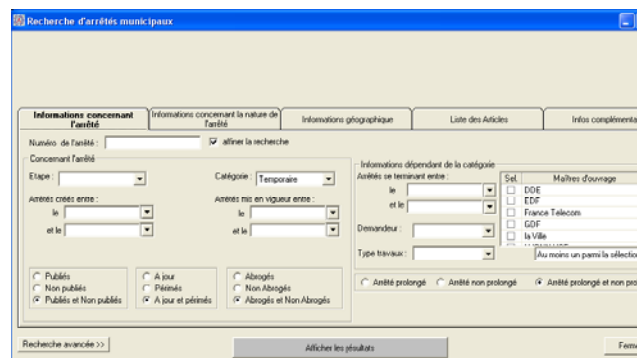 Recherche d'arrêtés municipaux
Informations concernant l'arrêté
Informations concernant la nature de l'arrêté
Informations géographique
Liste des Articles
Infos complémenta
Numéro de l'arrêté :
affiner la recherche
Concernant l'arrêté
Etape :
Catégorie : Temporaire
Arrêtés créés entre :
Arrêtés mis en vigueur entre :
le
le
et le
et le
Publiés
Non publiés
Publiés et Non publiés
A jour
Périmés
A jour et périmés
Abrogés
Non Abrogés
Abrogés et Non Abrogés
Informations dépendant de la catégorie
Arrêtés se terminant entre :
le
et le
Demandeur :
Type travaux :
Sel. Maîtres d'ouvrage
DDE
EDF
France Telecom
GDF
la Ville
Au moins un parmi la sélection
Arrêté prolongé
Arrêté non prolongé
Arrêté prolongé et non pro
Recherche avancée >>
Afficher les résultats
Ferm